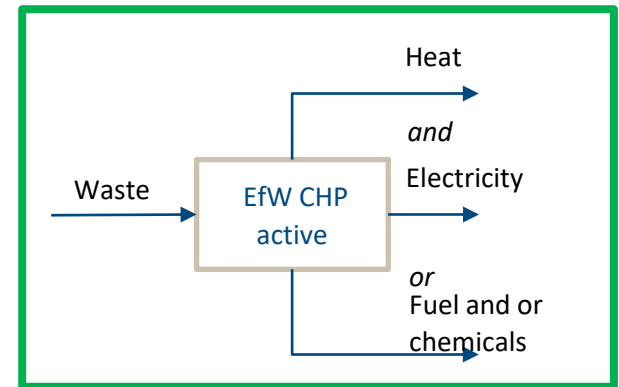 Heat
and
Electricity
Waste
EfW CHP
active
or
Fuel and or
chemicals